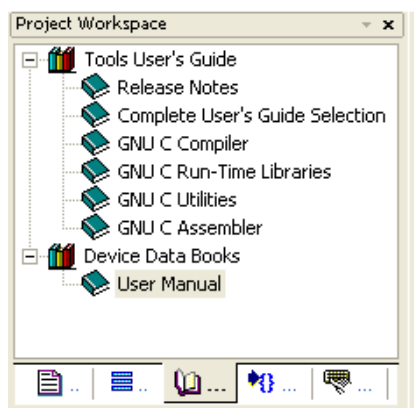 Project Workspace
Tools User's Guide
Release Notes
Complete User's Guide Selection
GNU C Compiler
GNU C Run-Time Libraries
GNU C Utilities
GNU C Assembler
Device Data Books
User Manual
.. .. ... {} ... ...